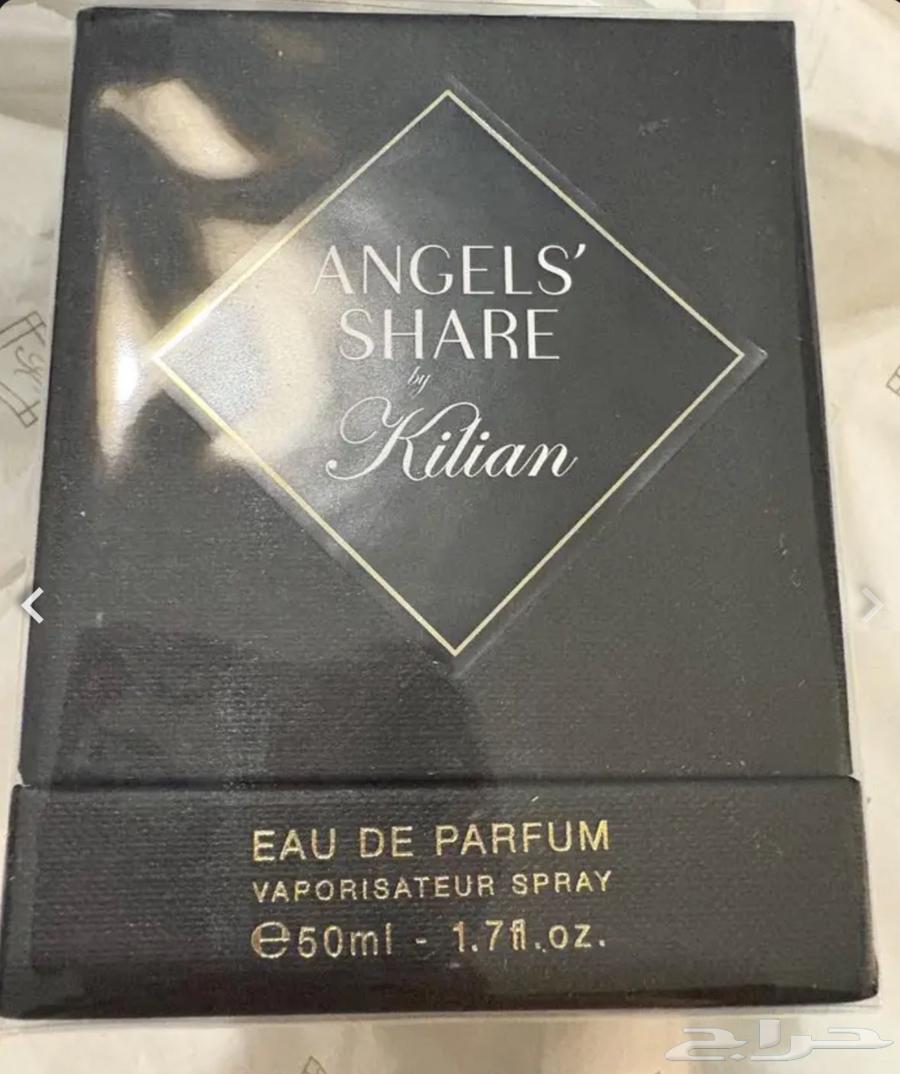 ANGELS’
SHARE
by
Kilian
EAU DE PARFUM
VAPORISATEUR SPRAY
℮50ml - 1.7fl.oz.
حراج